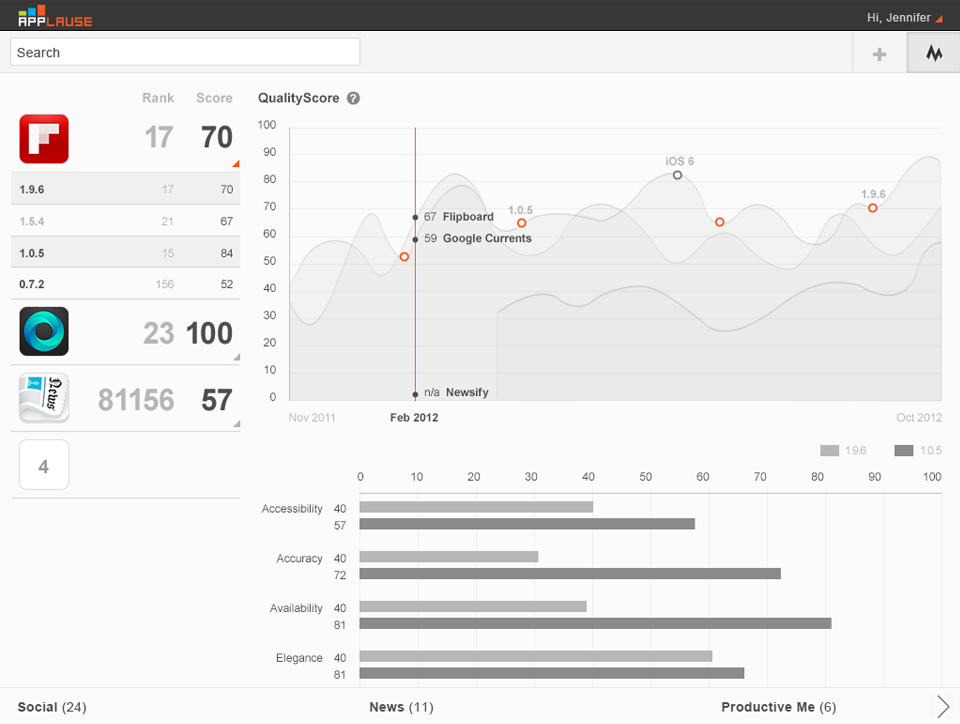 APPLAUSE
Hi, Jennifer
Search
Rank Score
17 70
1.9.6 17 70
1.5.4 21 67
1.0.5 15 84
0.7.2 156 52
23 100
News
81156 57
4
QualityScore ?
100
90
80
70
60
50
40
30
20
10
0
iOS 6
1.9.6
1.0.5
67 Flipboard
59 Google Currents
n/a Newsify
Nov 2011 Feb 2012 Oct 2012
1.9.6 1.0.5
0 10 20 30 40 50 60 70 80 90 100
Accessibility 40
57
Accuracy 40
72
Availability 40
81
Elegance 40
81
Social (24) News (11) Productive Me (6)